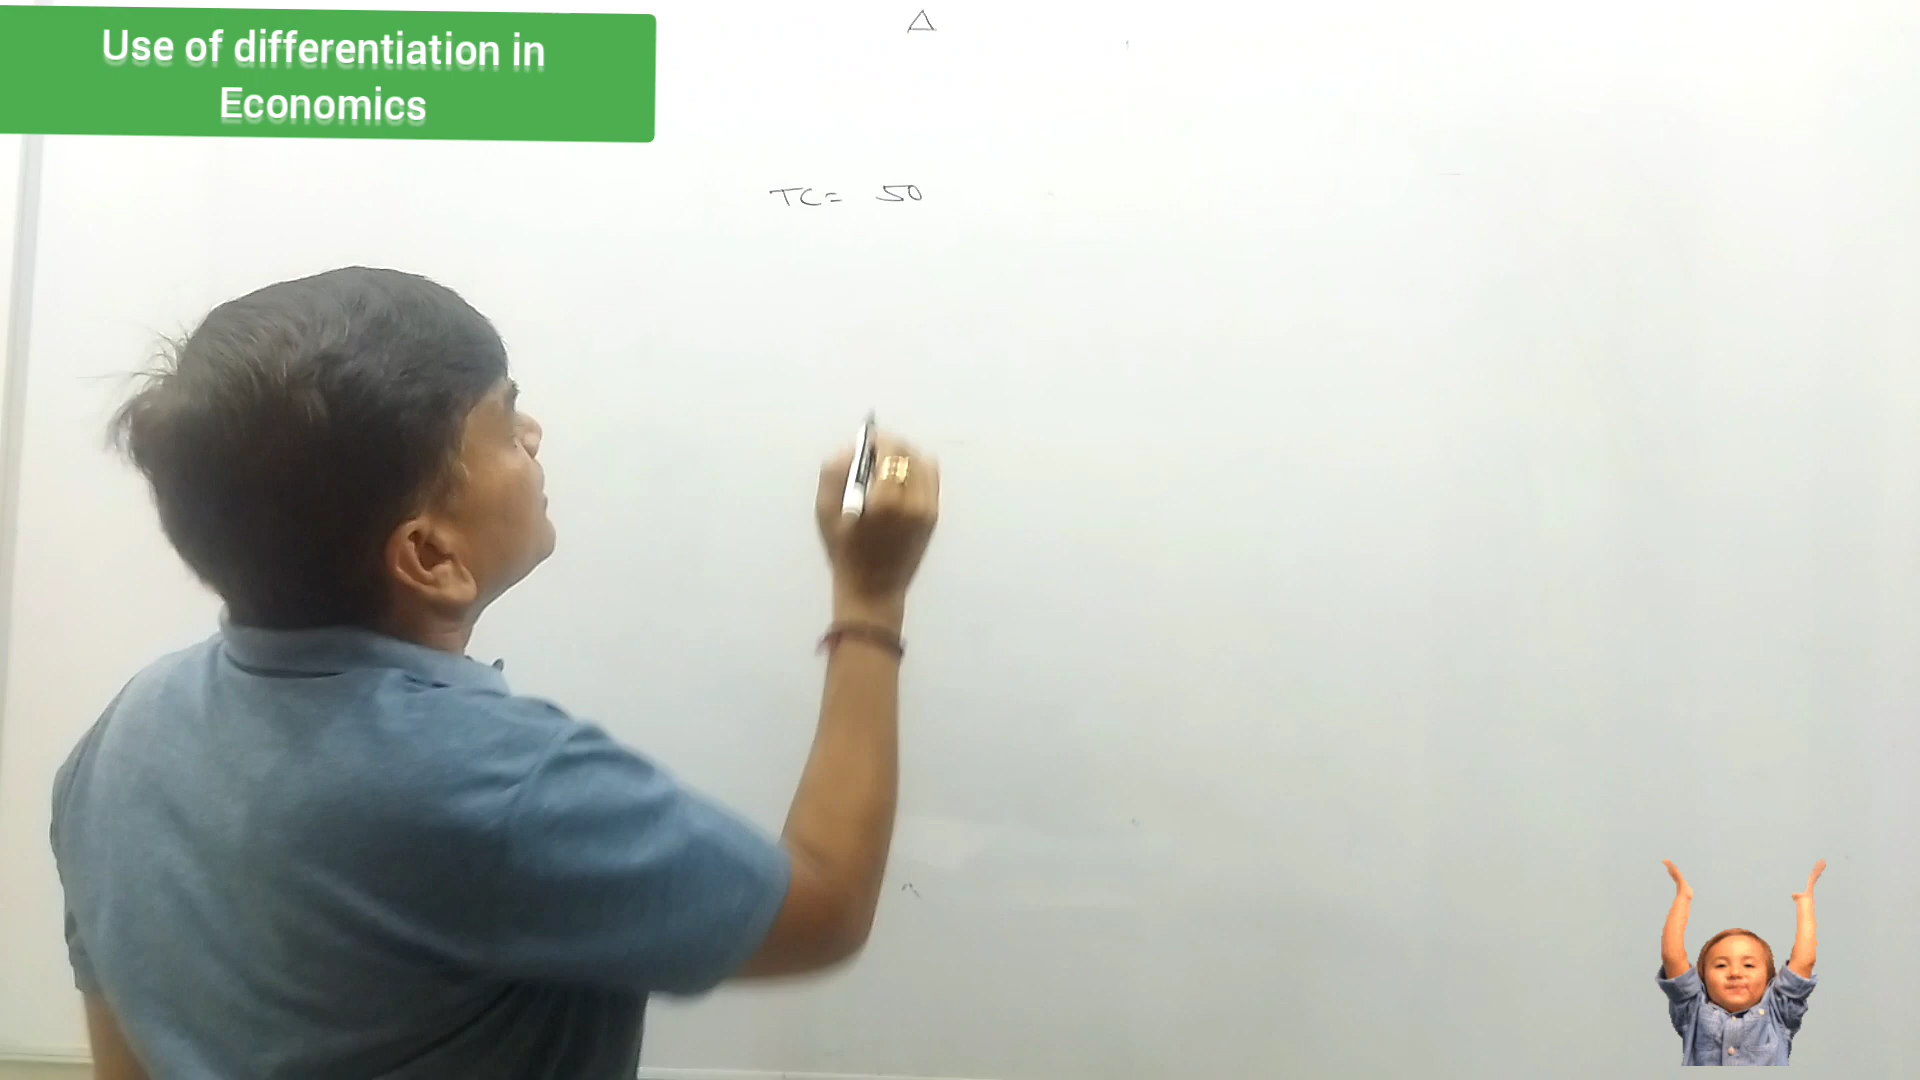 Use of differentiation in
Economics
Δ
TC= 50